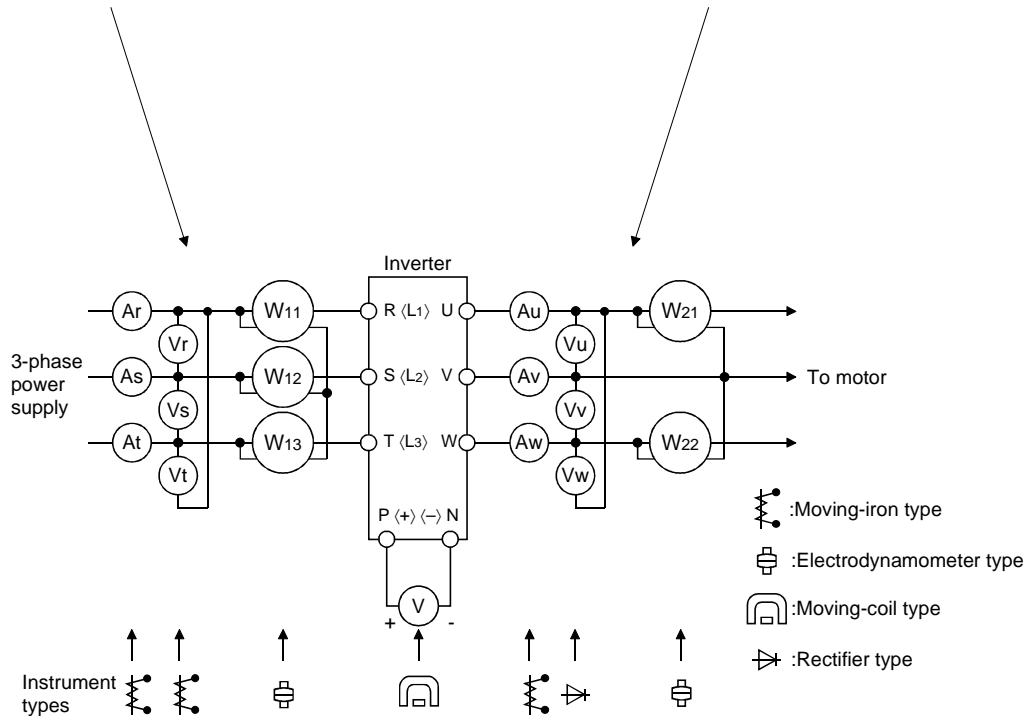 Inverter
Ar W11 R ⟨L1⟩ U Au W21
Vr Vu
3-phase
power
supply
As W12 S ⟨L2⟩ V Av To motor
Vs Vv
At W13 T ⟨L3⟩ W Aw W22
Vt Vw
P ⟨+⟩ ⟨−⟩ N
:Moving-iron type
:Electrodynamometer type
V
+ -
:Moving-coil type
:Rectifier type
Instrument
types